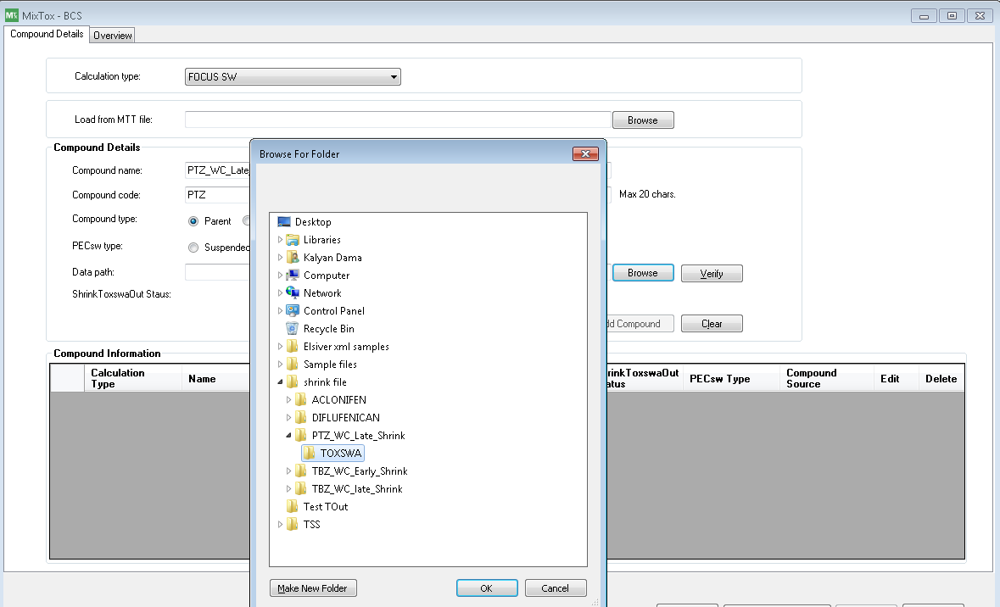 MixTox - BCS
Compound Details
Overview
Calculation type:
FOCUS SW
Load from MTT file:
Browse
Compound Details
Compound name:
PTZ_WC_Late_
Compound code:
PTZ
Max 20 chars.
Compound type:
Parent
PECsw type:
Suspended
Data path:
Browse
Verify
ShrinkToxswaOut Staus:
dd Compound
Clear
Browse For Folder
Desktop
Libraries
Kalyan Dama
Computer
Network
Control Panel
Recycle Bin
Elsiver xml samples
Sample files
shrink file
ACLONIFEN
DIFLUFENICAN
PTZ_WC_Late_Shrink
TOXSWA
TBZ_WC_Early_Shrink
TBZ_WC_late_Shrink
Test TOut
TSS
Make New Folder
OK
Cancel
Compound Information
Calculation Type
Name
rinkToxswaOut
atus
PECsw Type
Compound Source
Edit
Delete